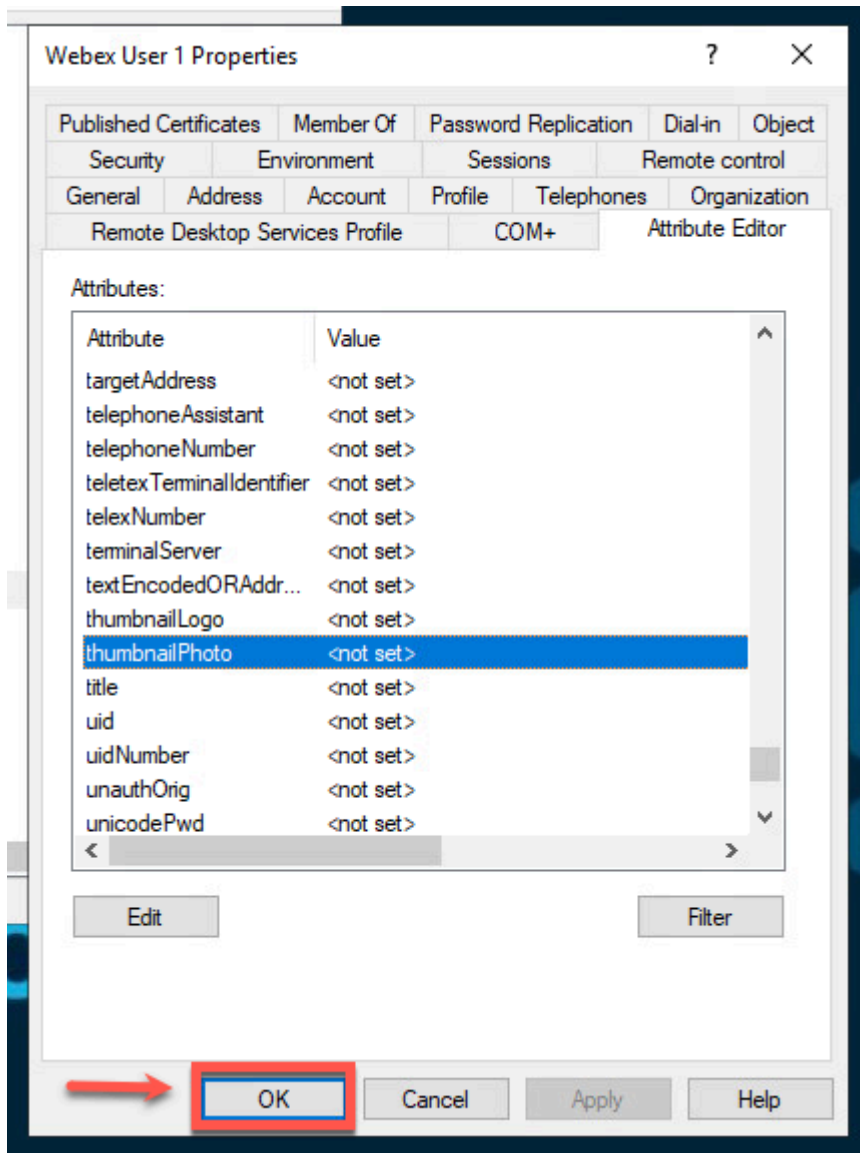 Webex User 1 Properties ? ×
Published Certificates Member Of Password Replication Dial-in Object
Security Environment Sessions Remote control
General Address Account Profile Telephones Organization
Remote Desktop Services Profile COM+ Attribute Editor
Attributes:
Attribute Value
targetAddress <not set>
telephoneAssistant <not set>
telephoneNumber <not set>
teletexTerminalIdentifier <not set>
telexNumber <not set>
terminalServer <not set>
textEncodedORAddr... <not set>
thumbnailLogo <not set>
thumbnailPhoto <not set>
title <not set>
uid <not set>
uidNumber <not set>
unauthOrig <not set>
unicodePwd <not set>
Edit Filter
OK Cancel Apply Help